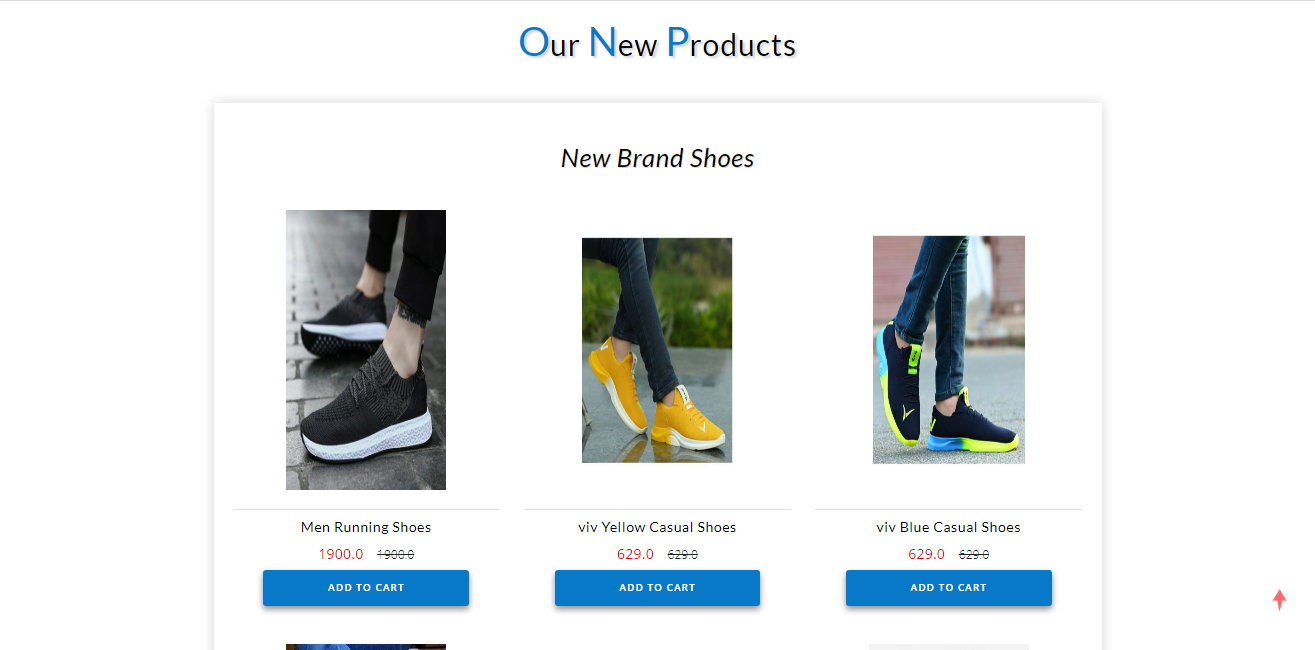 Our New Products
New Brand Shoes
Men Running Shoes
1900.0 1900.0
ADD TO CART
viv Yellow Casual Shoes
629.0 629.0
ADD TO CART
viv Blue Casual Shoes
629.0 629.0
ADD TO CART